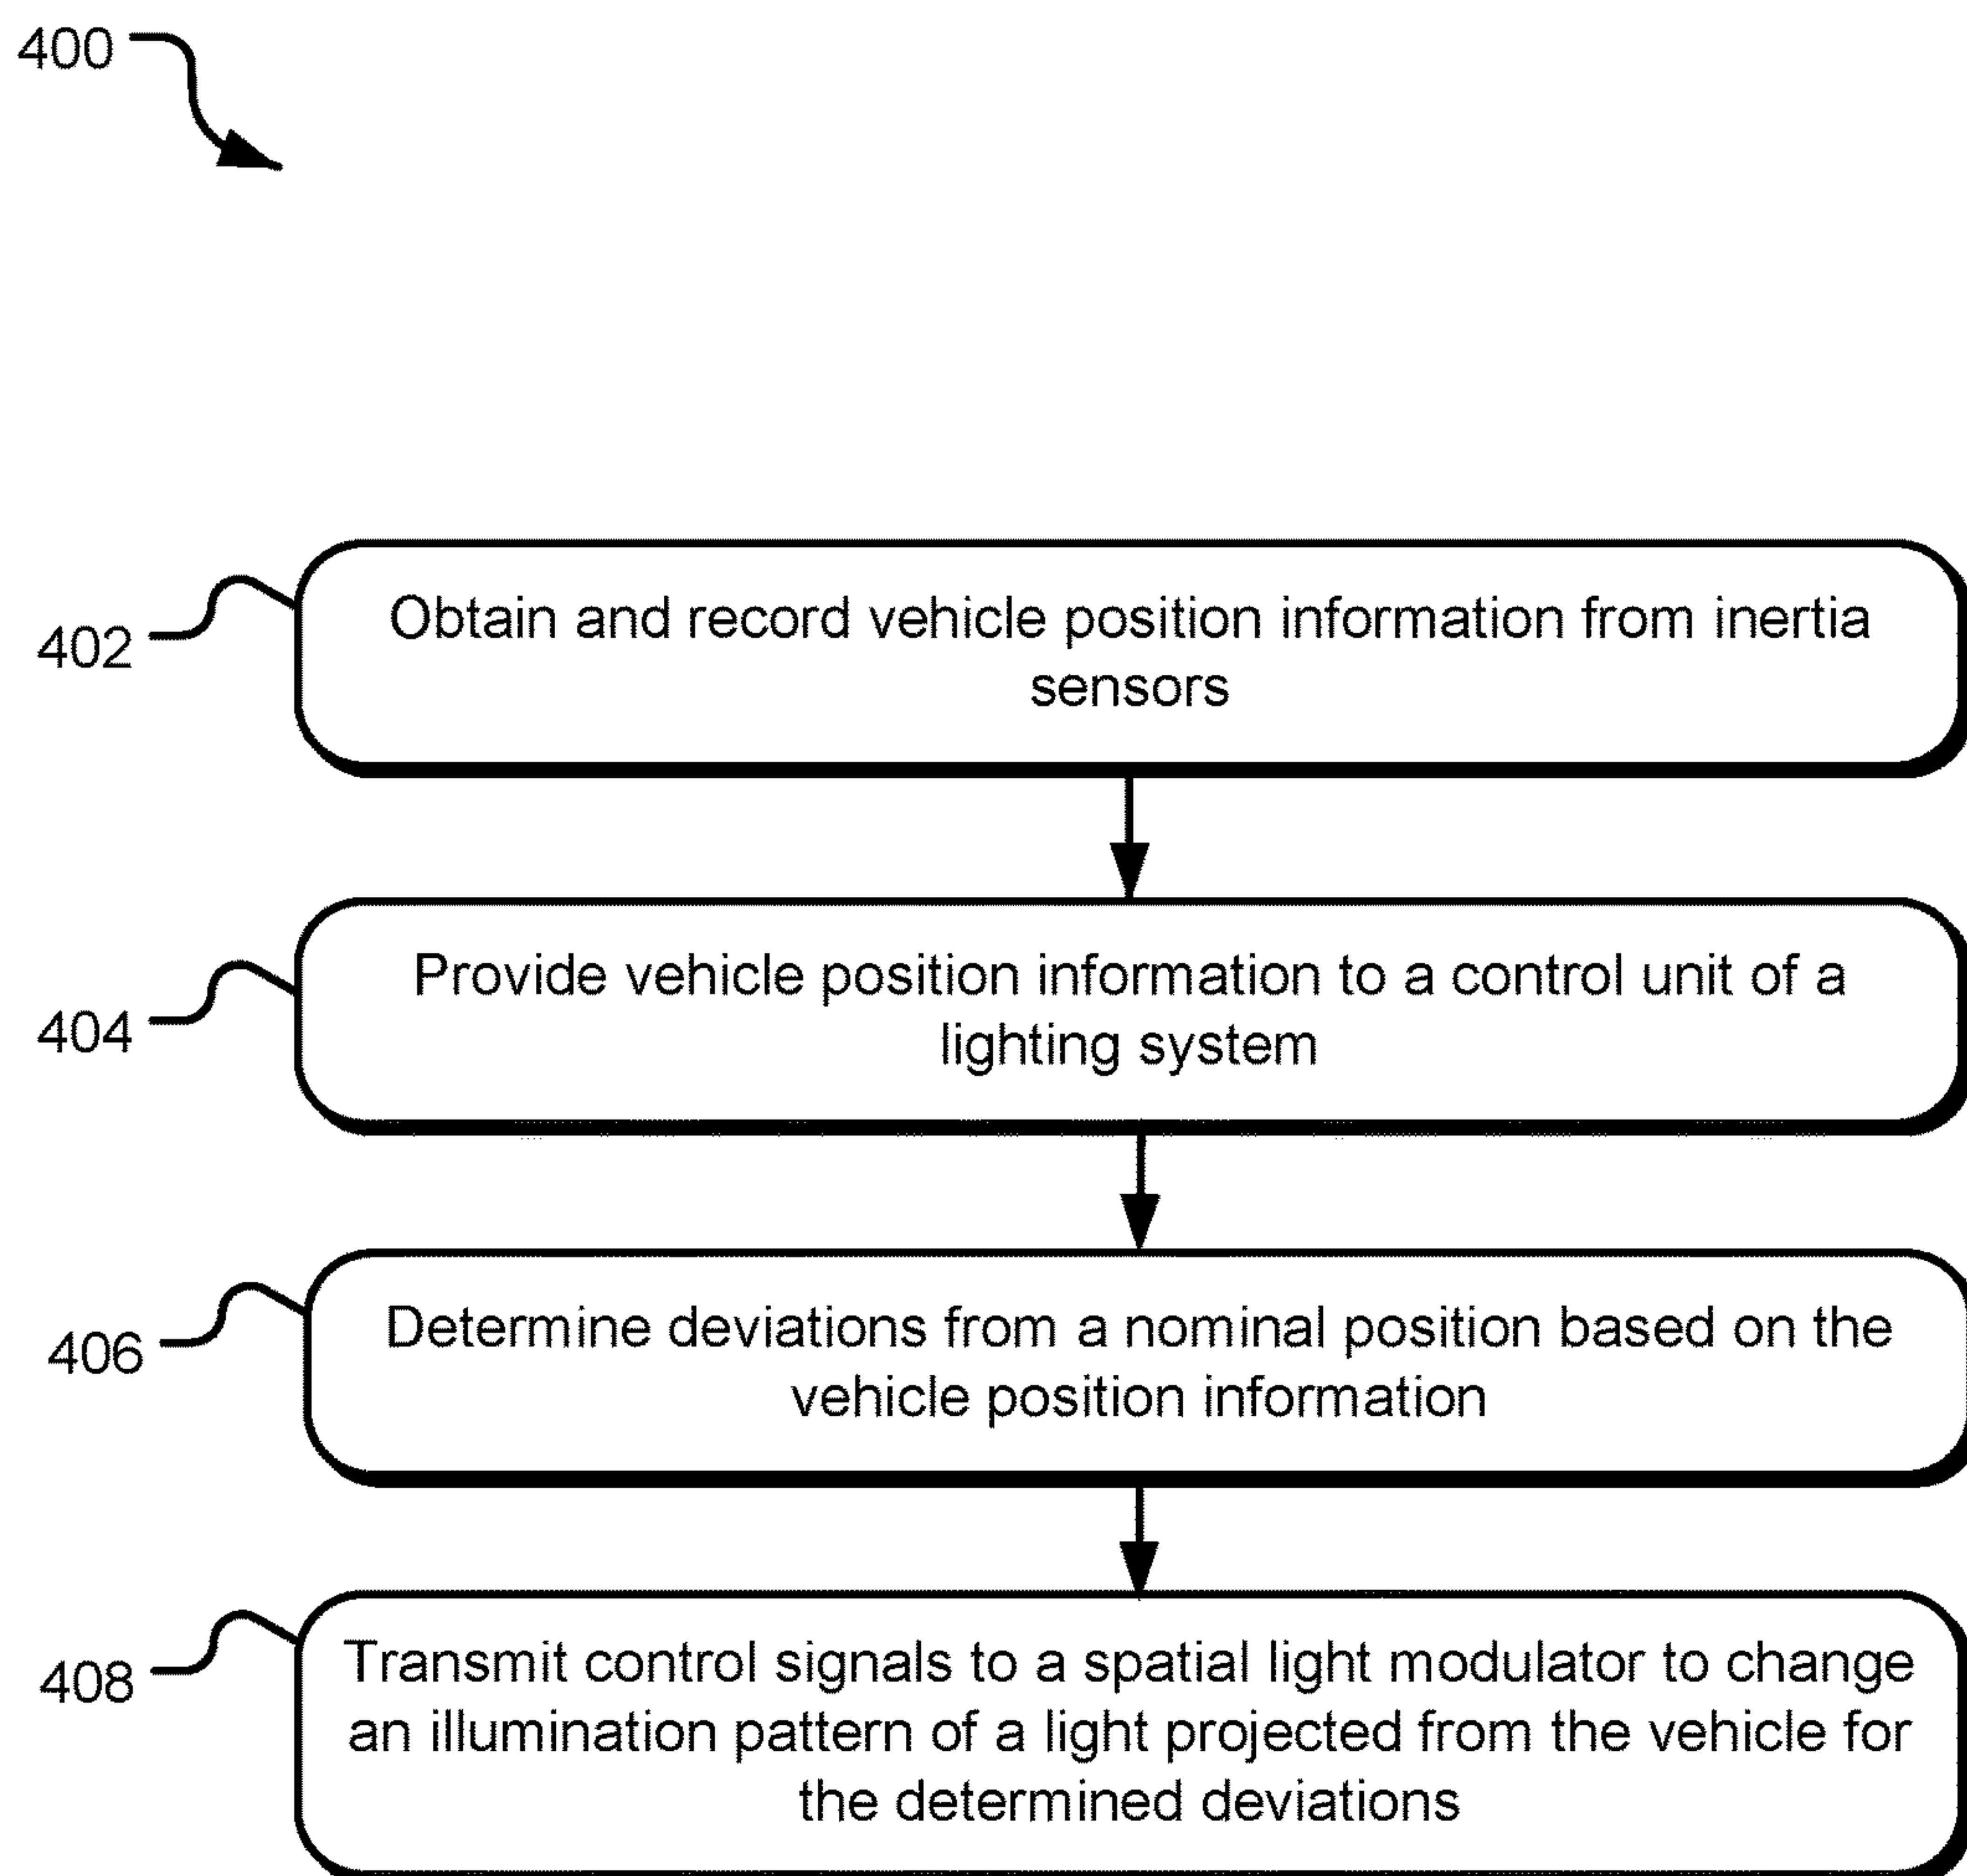 400
402
Obtain and record vehicle position information from inertia
sensors
404
Provide vehicle position information to a control unit of a
lighting system
406
Determine deviations from a nominal position based on the
vehicle position information
408
Transmit control signals to a spatial light modulator to change
an illumination pattern of a light projected from the vehicle for
the determined deviations